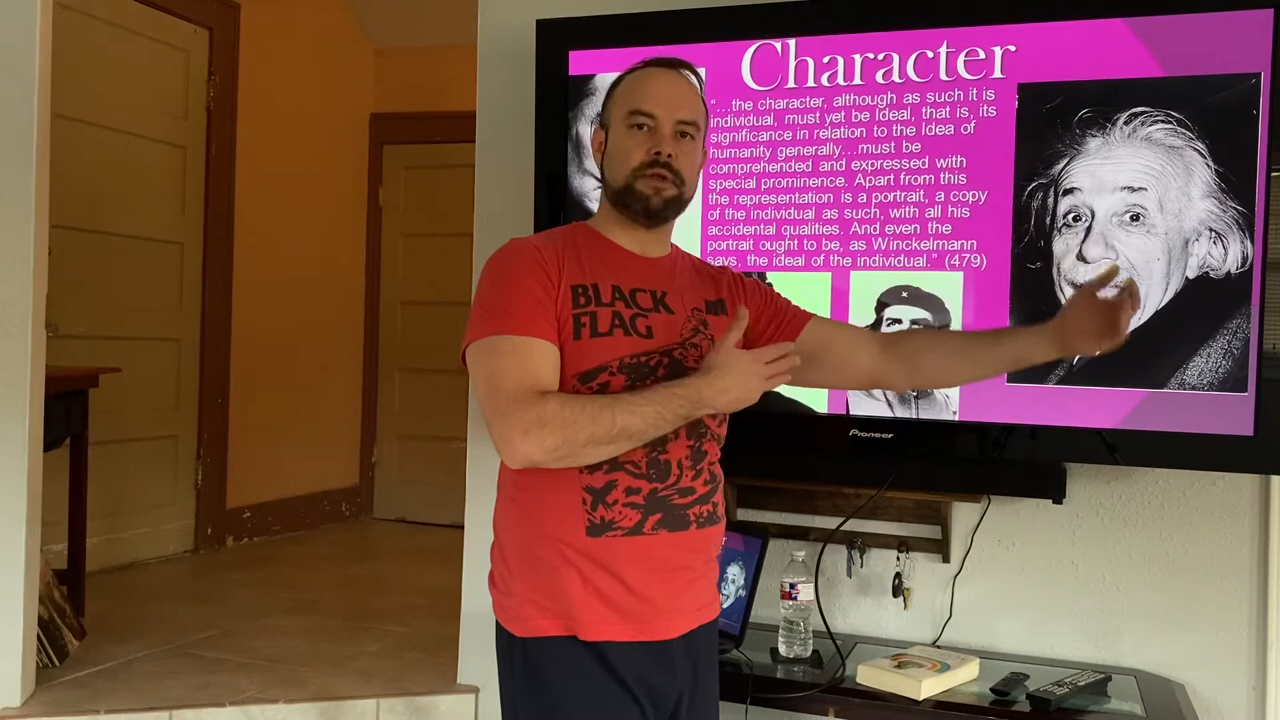 Character
“…the character, although as such it is
individual, must yet be Ideal, that is, its
significance in relation to the Idea of
humanity generally…must be
comprehended and expressed with
special prominence. Apart from this
the representation is a portrait, a copy
of the individual as such, with all his
accidental qualities. And even the
portrait ought to be, as Winckelmann
says, the ideal of the individual.” (479)
BLACK
FLAG
Pioneer